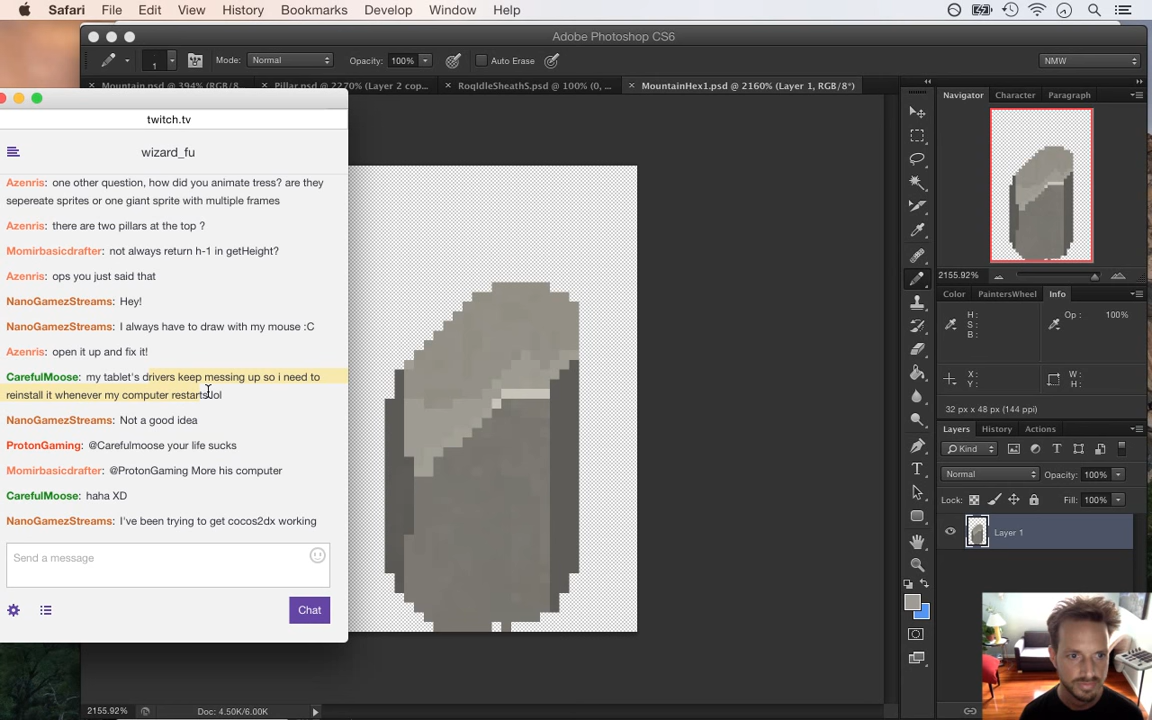 Safari File Edit View History Bookmarks Develop Window Help
Adobe Photoshop CS6
1 Mode: Normal Opacity: 100% Auto Erase NMW
Mountain.psd @ 394% (RGB/8 Pillar.psd @ 2270% (Layer 2 cop... × RoqIdleSheathS.psd @ 100% (0, ... × MountainHex1.psd @ 2160% (Layer 1, RGB/8*)
twitch.tv
wizard_fu
Azenris: one other question, how did you animate tress? are they
sepereate sprites or one giant sprite with multiple frames
Azenris: there are two pillars at the top ?
Momirbasicdrafter: not always return h-1 in getHeight?
Azenris: ops you just said that
NanoGamezStreams: Hey!
NanoGamezStreams: I always have to draw with my mouse :C
Azenris: open it up and fix it!
CarefulMoose: my tablet's drivers keep messing up so i need to
reinstall it whenever my computer restarts lol
NanoGamezStreams: Not a good idea
ProtonGaming: @Carefulmoose your life sucks
Momirbasicdrafter: @ProtonGaming More his computer
CarefulMoose: haha XD
NanoGamezStreams: I've been trying to get cocos2dx working
Send a message
Chat
Navigator Character Paragraph
2155.92%
Color PaintersWheel Info
H:
S:
B:
Op: 100%
X:
Y:
W:
H:
32 px x 48 px (144 ppi)
Layers History Actions
Kind
Normal Opacity: 100%
Lock: Fill: 100%
Layer 1
2155.92% Doc: 4.50K/6.00K